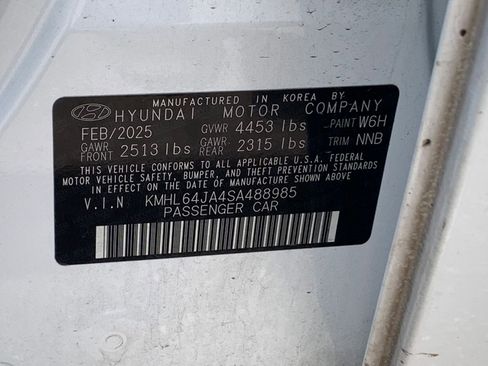 MANUFACTURED IN KOREA BY
HYUNDAI MOTOR COMPANY
FEB/2025 GVWR 4453 lbs PAINT W6H
GAWR FRONT 2513 lbs GAWR REAR 2315 lbs TRIM NNB
THIS VEHICLE CONFORMS TO ALL APPLICABLE U.S.A. FEDERAL
MOTOR VEHICLE SAFETY, BUMPER, AND THEFT PREVENTION STANDARDS
IN EFFECT ON THE DATE OF MANUFACTURE SHOWN ABOVE.
V.I.N KMHL64JA4SA488985
PASSENGER CAR